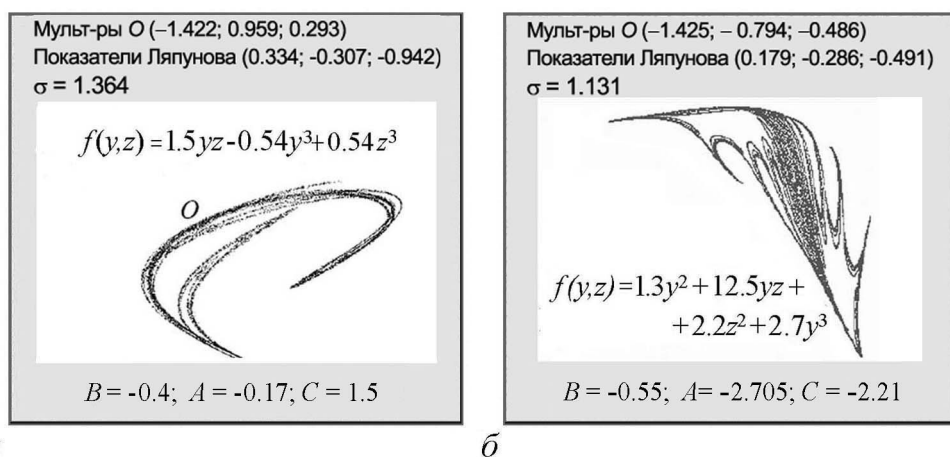 Мульт-ры O (–1.422; 0.959; 0.293)
Показатели Ляпунова (0.334; -0.307; -0.942)
σ = 1.364
f(y,z) =1.5yz-0.54y³+0.54z³
O
B = -0.4; A = -0.17; C = 1.5
Мульт-ры O (–1.425; – 0.794; –0.486)
Показатели Ляпунова (0.179; -0.286; -0.491)
σ = 1.131
f(y,z)=1.3y²+12.5yz+
+2.2z²+2.7y³
B = -0.55; A= -2.705; C = -2.21
б